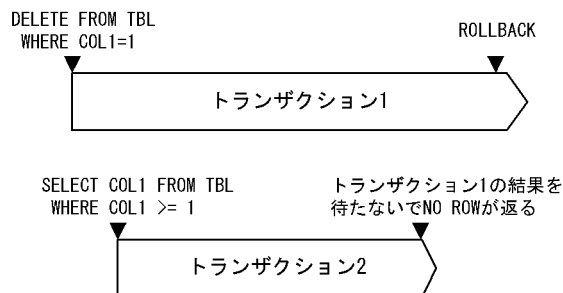 DELETE FROM TBL
WHERE COL1=1
ROLLBACK
トランザクション1
SELECT COL1 FROM TBL
WHERE COL1 >= 1
トランザクション1の結果を
待たないでNO ROWが返る
トランザクション2